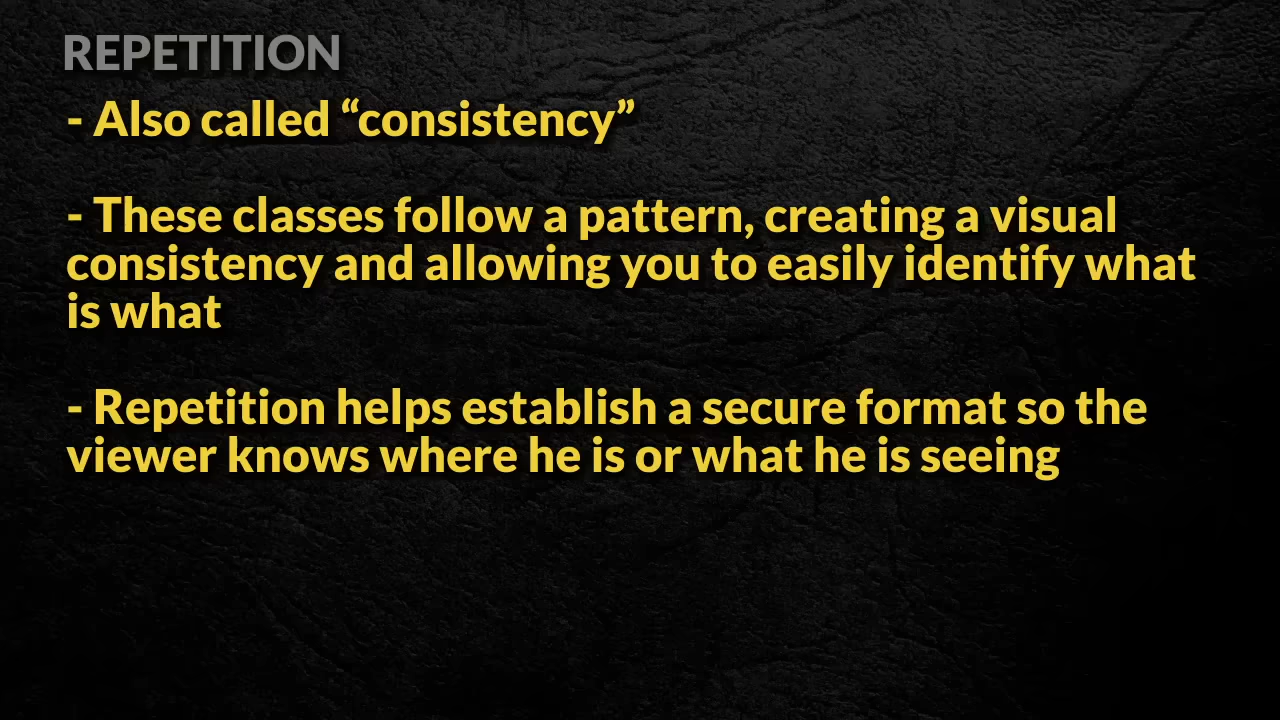 REPETITION
- Also called “consistency”
- These classes follow a pattern, creating a visual
consistency and allowing you to easily identify what
is what
- Repetition helps establish a secure format so the
viewer knows where he is or what he is seeing